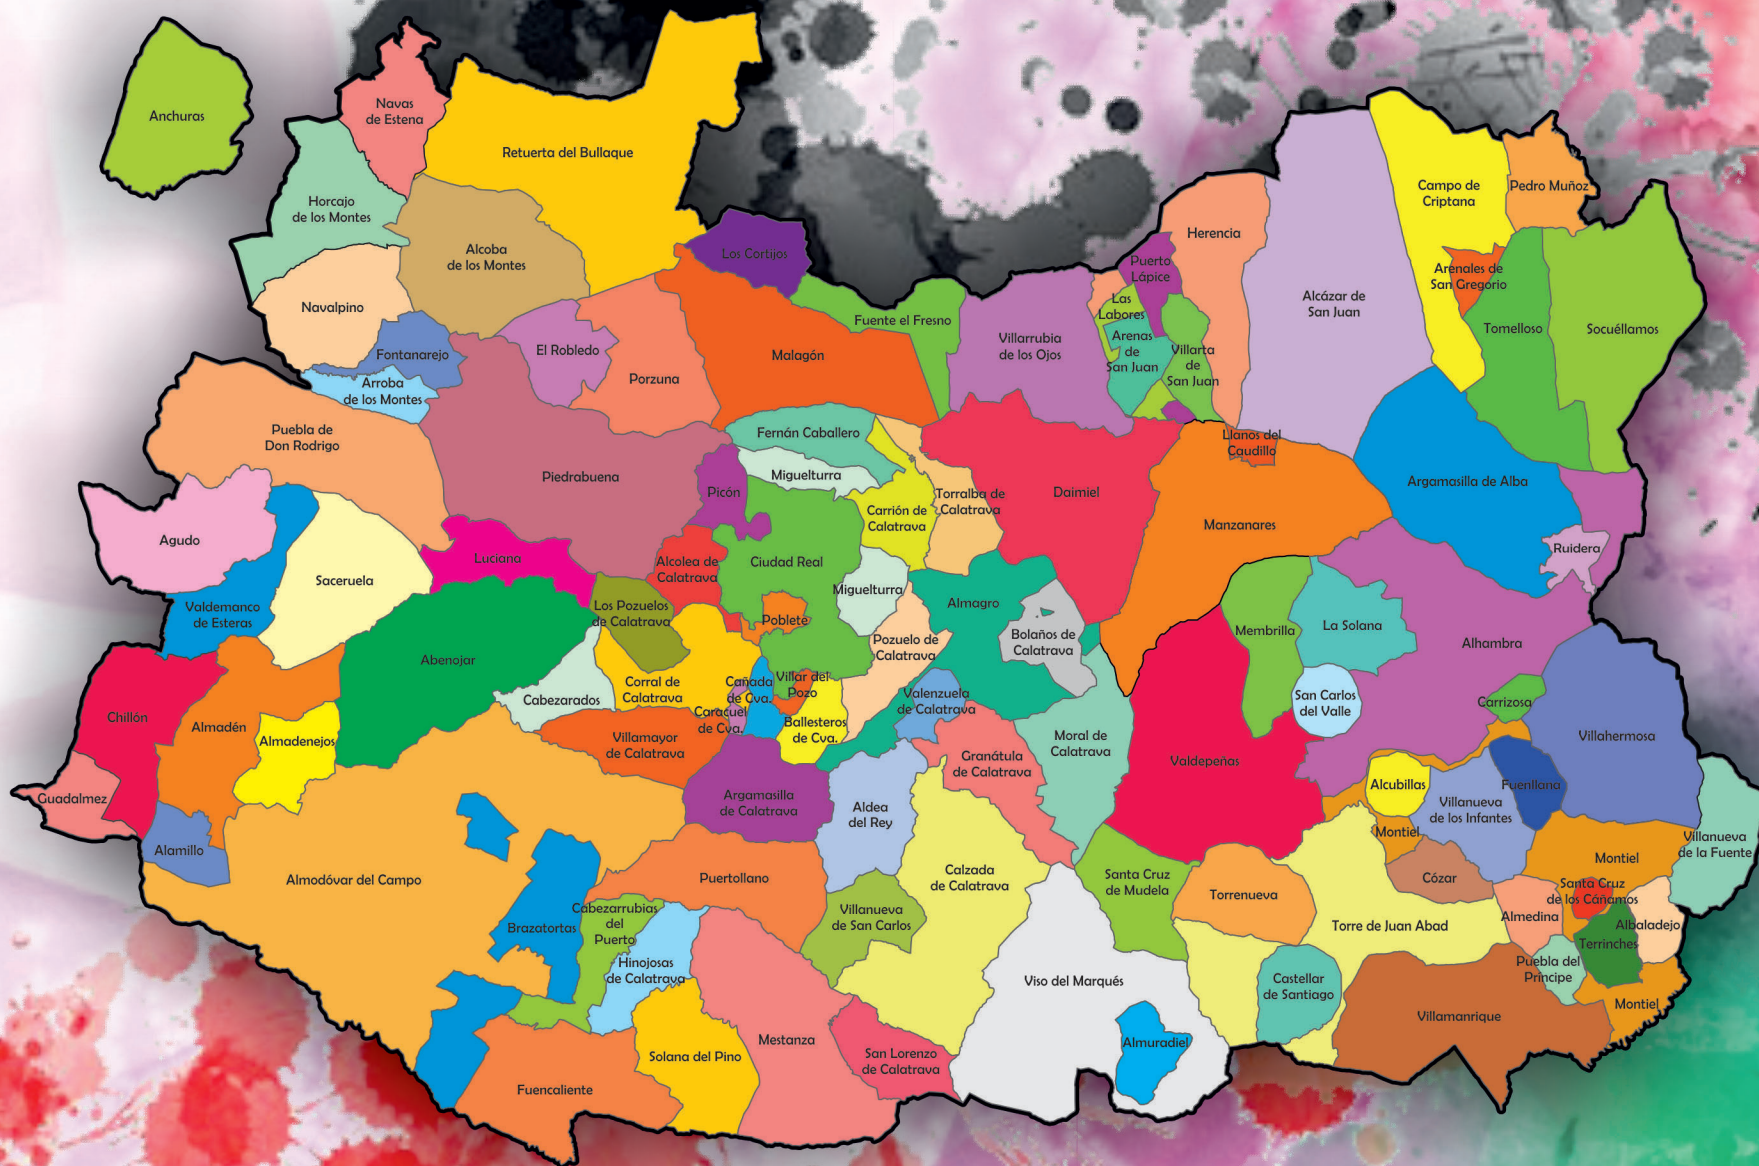 Anchuras
Navas
de Estena
Retuerta del Bullaque
Horcajo
de los Montes
Alcoba
de los Montes
Los Cortijos
Navalpino
Fontanarejo
El Robledo
Porzuna
Malagón
Fuente el Fresno
Villarrubia
de los Ojos
Las
Labores
Puerto
Lápice
Arenas
de
San Juan
Villarta
de
San Juan
Herencia
Alcázar de
San Juan
Campo de
Criptana
Pedro Muñoz
Arenales de
San Gregorio
Tomelloso
Socuéllamos
Arroba
de los Montes
Puebla de
Don Rodrigo
Piedrabuena
Fernán Caballero
Miguelturra
Picón
Carrión de
Calatrava
Torralba de
Calatrava
Daimiel
Llanos del
Caudillo
Manzanares
Argamasilla de Alba
Ruidera
Agudo
Saceruela
Luciana
Alcolea de
Calatrava
Ciudad Real
Miguelturra
Valdemanco
de Esteras
Los Pozuelos
de Calatrava
Poblete
Pozuelo de
Calatrava
Almagro
Bolaños de
Calatrava
Membrilla
La Solana
Alhambra
Abenojar
Cabezarados
Corral de
Calatrava
Cañada
de Cva.
Villar del
Pozo
Caracuel
de Cva.
Ballesteros
de Cva.
Valenzuela
de Calatrava
San Carlos
del Valle
Carrizosa
Villahermosa
Chillón
Almadén
Almadenejos
Villamayor
de Calatrava
Granátula
de Calatrava
Moral de
Calatrava
Valdepeñas
Alcubillas
Fuenllana
Villanueva
de los Infantes
Guadalmez
Alamillo
Argamasilla
de Calatrava
Aldea
del Rey
Montiel
Villanueva
de la Fuente
Montiel
Almodóvar del Campo
Puertollano
Calzada
de Calatrava
Santa Cruz
de Mudela
Torrenueva
Cózar
Santa Cruz
de los Cáñamos
Almedina
Albaladejo
Torre de Juan Abad
Terrinches
Brazatortas
Cabezarrubias
del
Puerto
Villanueva
de San Carlos
Hinojosas
de Calatrava
Puebla del
Príncipe
Viso del Marqués
Castellar
de Santiago
Montiel
Villamanrique
Almuradiel
Mestanza
Solana del Pino
San Lorenzo
de Calatrava
Fuencaliente